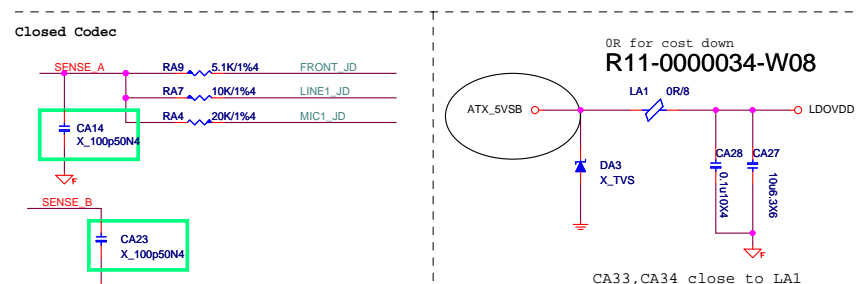 Closed Codec
SENSE_A
RA9 5.1K/1%4 FRONT_JD
RA7 10K/1%4 LINE1_JD
RA4 20K/1%4 MIC1_JD
CA14
X_100p50N4
F
SENSE_B
CA23
X_100p50N4
0R for cost down
R11-0000034-W08
LA1 0R/8
ATX_5VSB
LDOVDD
DA3
X_TVS
CA28
0.1u10X4
CA27
10u6.3X6
F
CA33,CA34 close to LA1